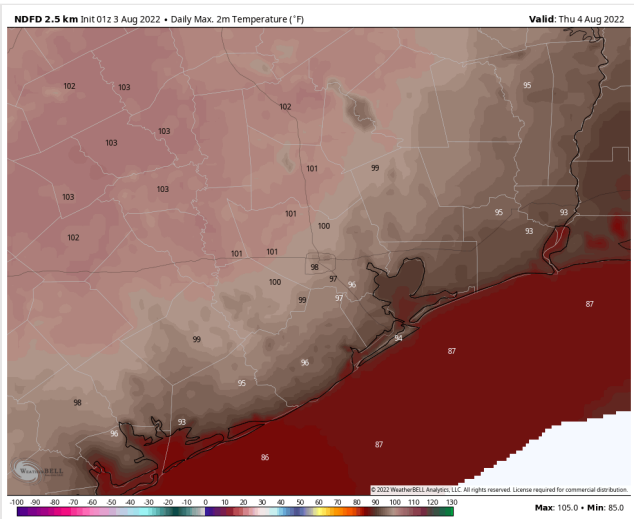 NDFD 2.5 km Init 01z 3 Aug 2022 • Daily Max. 2m Temperature (°F) Valid: Thu 4 Aug 2022
102 103 95
102
103
103
101 99
103
103
101 95 93
100 93
102
101 101
98
97
100 96
99 97 87
94
99
87
96
95
98
93
96
87
86
WEATHERBELL
© 2022 WeatherBELL Analytics, LLC. All rights reserved. License required for commercial distribution.
-100 -90 -80 -70 -60 -50 -40 -30 -20 -10 0 10 20 30 40 50 60 70 80 90 100 110 120 130
Max: 105.0 • Min: 85.0